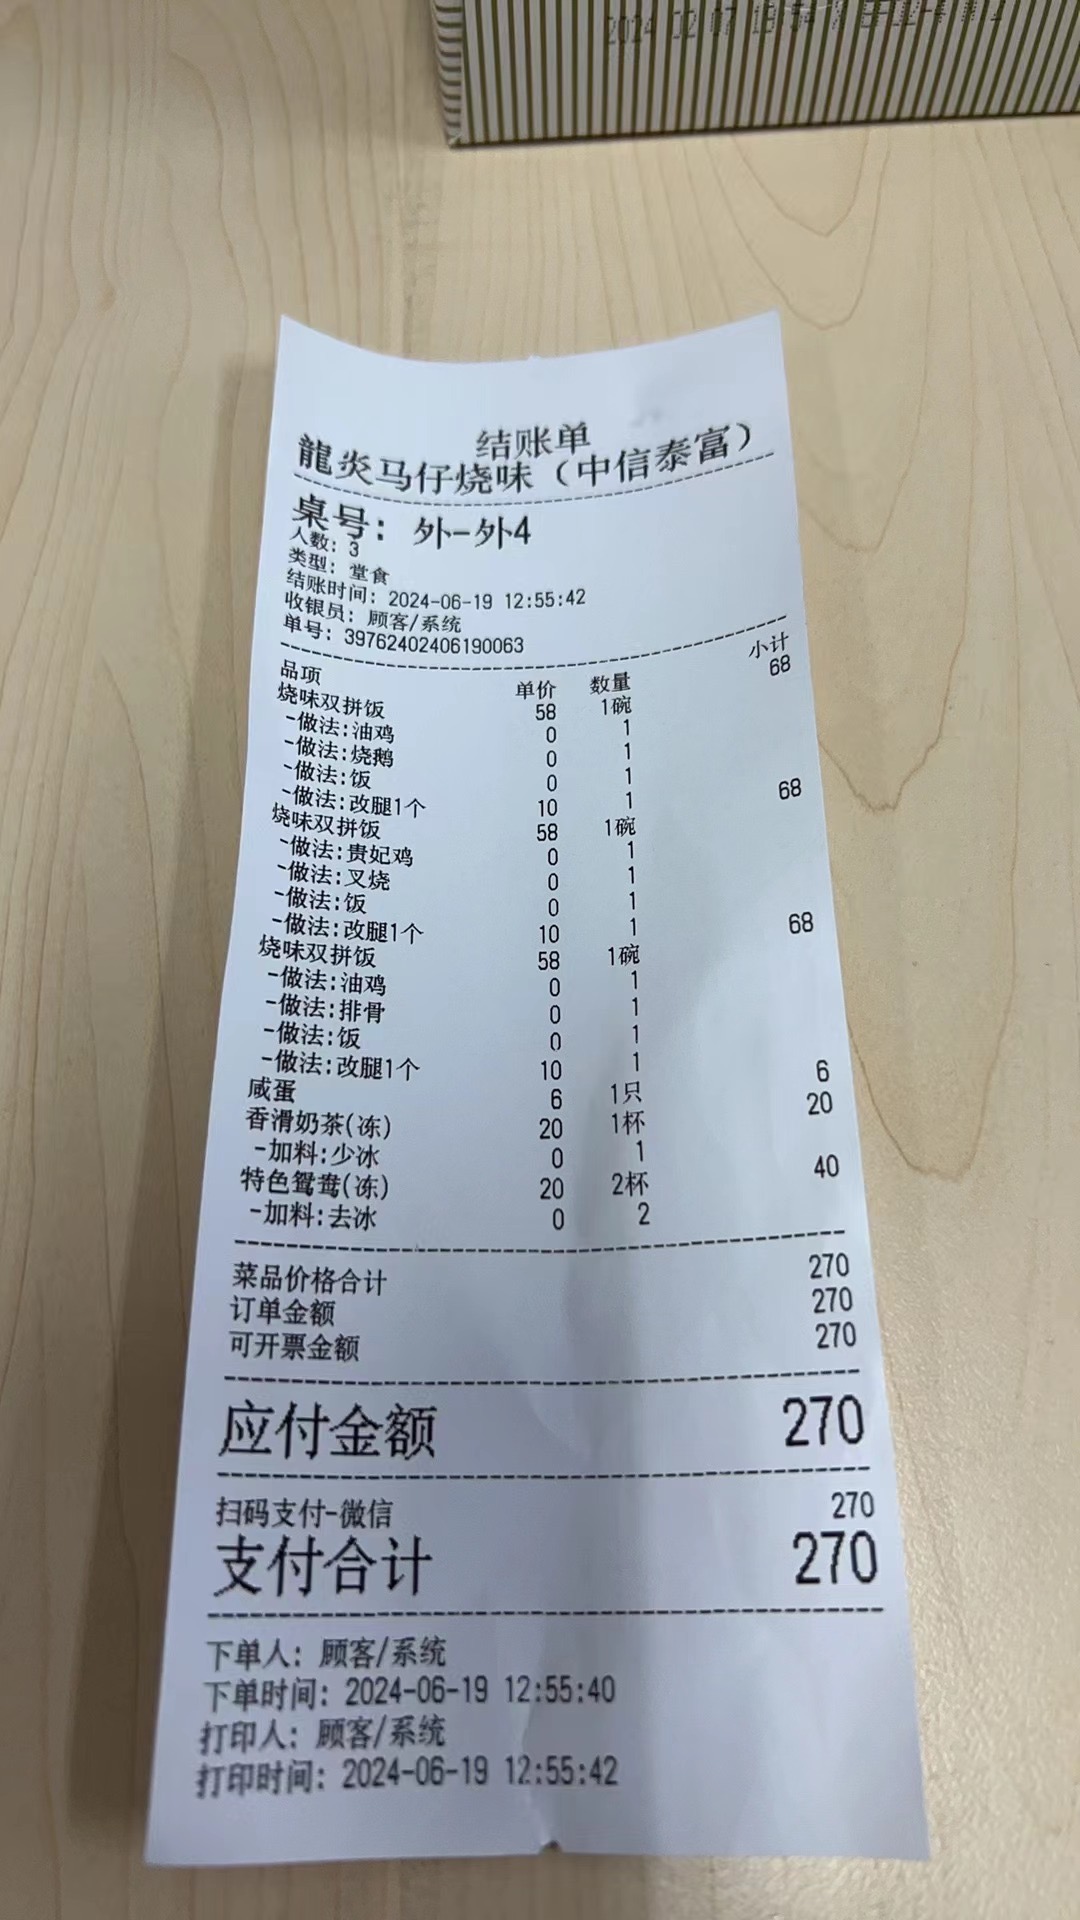 结账单
龍炎马仔烧味（中信泰富）
桌号：外-外4
人数：3
类型：堂食
结账时间：2024-06-19 12:55:42
收银员：顾客/系统
单号：39762402406190063
品项 单价 数量 小计
烧味双拼饭 58 1碗 68
-做法:油鸡 0 1
-做法:烧鹅 0 1
-做法:饭 0 1
-做法:改腿1个 10 1
烧味双拼饭 58 1碗 68
-做法:贵妃鸡 0 1
-做法:叉烧 0 1
-做法:饭 0 1
-做法:改腿1个 10 1
烧味双拼饭 58 1碗 68
-做法:油鸡 0 1
-做法:排骨 0 1
-做法:饭 0 1
-做法:改腿1个 10 1
咸蛋 6 1只 6
香滑奶茶(冻) 20 1杯 20
-加料:少冰 0 1
特色鸳鸯(冻) 20 2杯 40
-加料:去冰 0 2
菜品价格合计 270
订单金额 270
可开票金额 270
应付金额 270
扫码支付-微信 270
支付合计 270
下单人：顾客/系统
下单时间：2024-06-19 12:55:40
打印人：顾客/系统
打印时间：2024-06-19 12:55:42